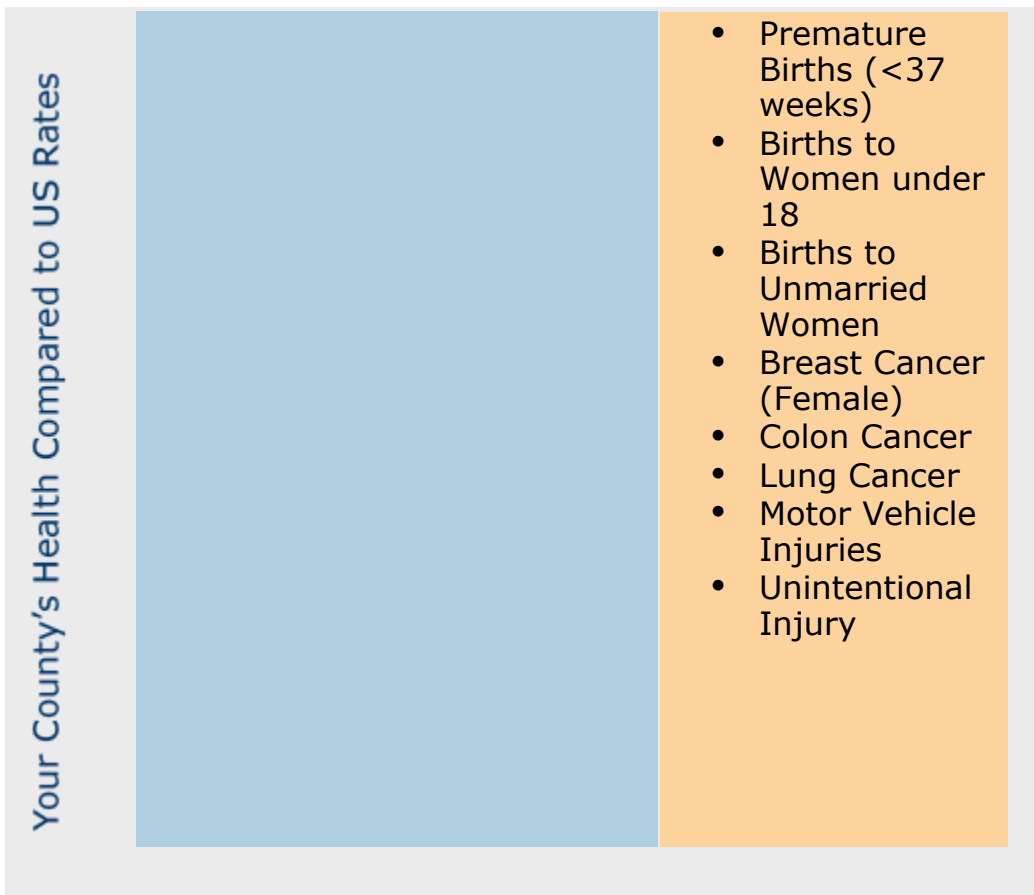 Your County's Health Compared to US Rates
• Premature
Births (<37
weeks)
• Births to
Women under
18
• Births to
Unmarried
Women
• Breast Cancer
(Female)
• Colon Cancer
• Lung Cancer
• Motor Vehicle
Injuries
• Unintentional
Injury